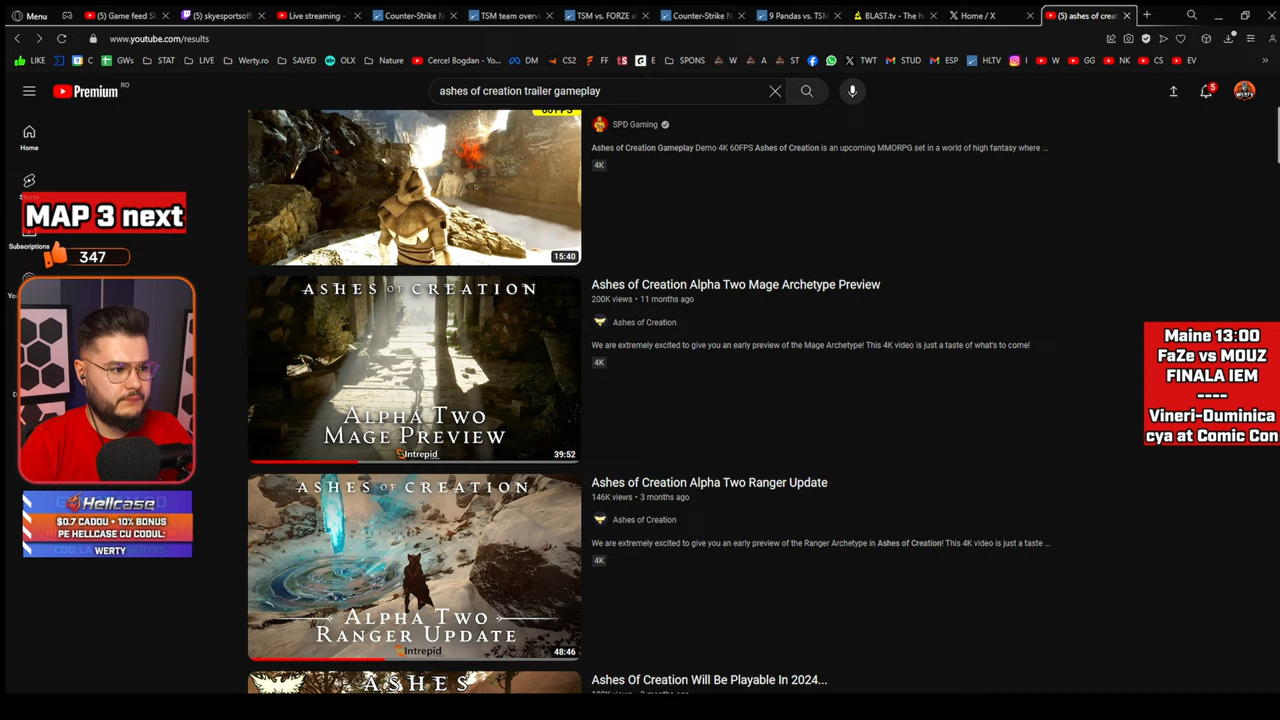 Menu
(5) Game feed S
skyesportsoff
Live streaming -
Counter-Strike N
TSM team over
TSM vs. FORZE a
Counter-Strike N
9 Pandas vs. TSM
BLAST.tv - The h
Home / X
(5) ashes of creat
www.youtube.com/results
LIKE
C
GWs
STAT
LIVE
Werty.ro
SAVED
OLX
Nature
Cercel Bogdan - Yo...
DM
CS2
FF
G
E
SPONS
W
A
ST
TWT
STUD
ESP
HLTV
I
W
GG
NK
CS
EV
Premium RO
ashes of creation trailer gameplay
5
Home
60FPS
15:40
SPD Gaming
Ashes of Creation Gameplay Demo 4K 60FPS Ashes of Creation is an upcoming MMORPG set in a world of high fantasy where ...
4K
MAP 3 next
Subscriptions
347
ASHES OF CREATION
ALPHA TWO
MAGE PREVIEW
Intrepid
39:52
Ashes of Creation Alpha Two Mage Archetype Preview
200K views • 11 months ago
Ashes of Creation
We are extremely excited to give you an early preview of the Mage Archetype! This 4K video is just a taste of what's to come!
4K
Maine 13:00
FaZe vs MOUZ
FINALA IEM
----
Vineri-Duminica
cya at Comic Con
Hellcase
$0.7 CADOU + 10% BONUS
PE HELLCASE CU CODUL:
WERTY
ASHES OF CREATION
ALPHA TWO
RANGER UPDATE
Intrepid
48:46
Ashes of Creation Alpha Two Ranger Update
146K views • 3 months ago
Ashes of Creation
We are extremely excited to give you an early preview of the Ranger Archetype in Ashes of Creation! This 4K video is just a taste ...
4K
ASHES
Ashes Of Creation Will Be Playable In 2024...